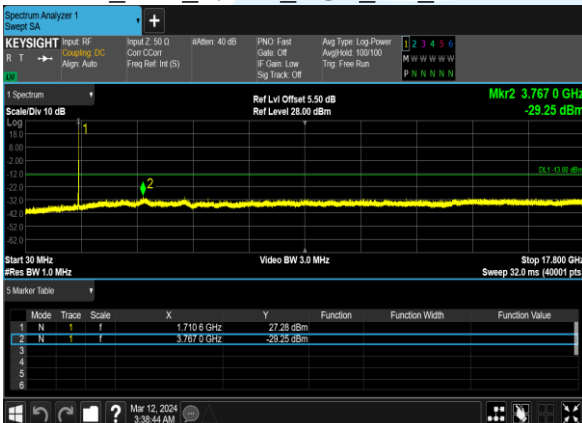 Spectrum Analyzer 1
Swept SA
+
KEYSIGHT Input: RF Input Z: 50 Ω #Atten: 40 dB PNO: Fast Avg Type: Log-Power 1 2 3 4 5 6
R T Coupling: DC Corr CCorr Gate: Off Avg|Hold: 100/100 M W W W W W
Align: Auto Freq Ref: Int (S) IF Gain: Low Trig: Free Run
LW Sig Track: Off P N N N N N
1 Spectrum Ref Lvl Offset 5.50 dB Mkr2 3.767 0 GHz
Scale/Div 10 dB Ref Level 28.00 dBm -29.25 dBm
Log
18.0 1
8.00
-2.00
-12.0 DL1 -13.00 dBm
-22.0 2
-32.0
-42.0
-52.0
-62.0
Start 30 MHz Video BW 3.0 MHz Stop 17.800 GHz
#Res BW 1.0 MHz Sweep 32.0 ms (40001 pts
5 Marker Table
Mode Trace Scale X Y Function Function Width Function Value
1 N 1 f 1.710 6 GHz 27.28 dBm
2 N 1 f 3.767 0 GHz -29.25 dBm
3
4
5
6
? Mar 12, 2024
3:38:44 AM